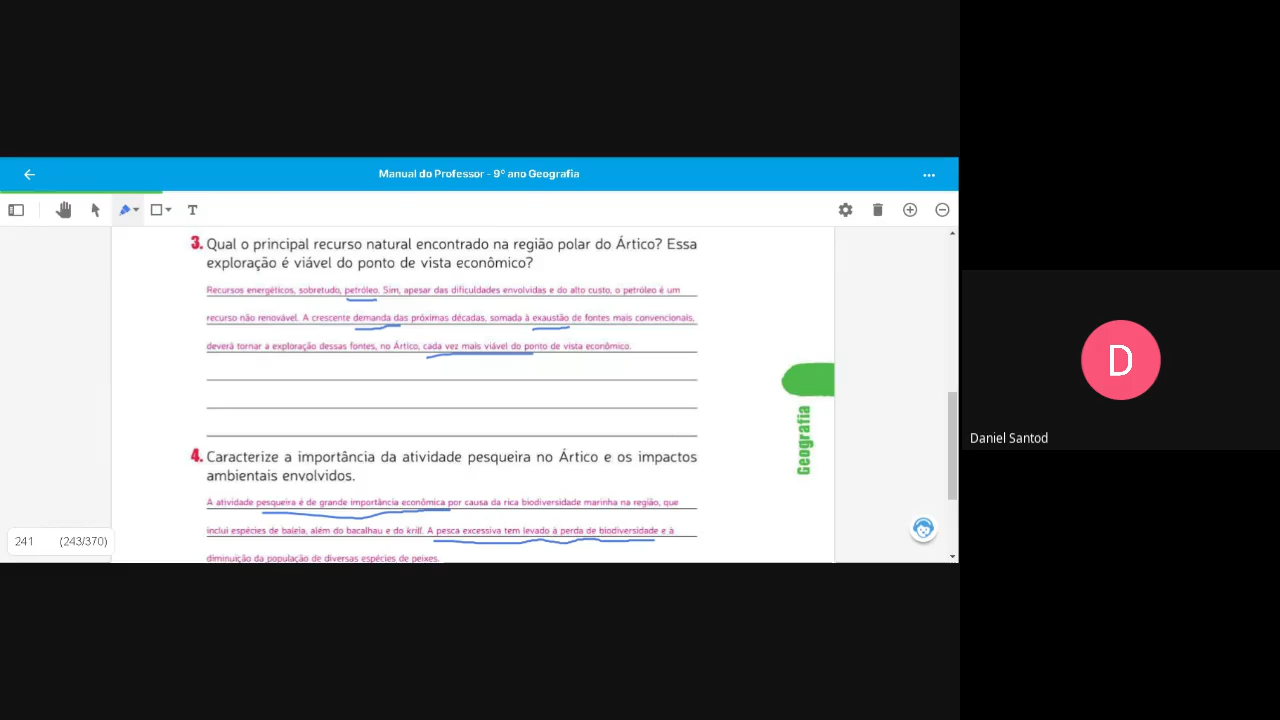 Manual do Professor - 9º ano Geografia
T
3. Qual o principal recurso natural encontrado na região polar do Ártico? Essa
exploração é viável do ponto de vista econômico?
Recursos energéticos, sobretudo, petróleo. Sim, apesar das dificuldades envolvidas e do alto custo, o petróleo é um
recurso não renovável. A crescente demanda das próximas décadas, somada à exaustão de fontes mais convencionais,
deverá tornar a exploração dessas fontes, no Ártico, cada vez mais viável do ponto de vista econômico.
Geografia
4. Caracterize a importância da atividade pesqueira no Ártico e os impactos
ambientais envolvidos.
A atividade pesqueira é de grande importância econômica por causa da rica biodiversidade marinha na região, que
inclui espécies de baleia, além do bacalhau e do krill. A pesca excessiva tem levado à perda de biodiversidade e à
diminuição da população de diversas espécies de peixes.
241 (243/370)
D
Daniel Santod